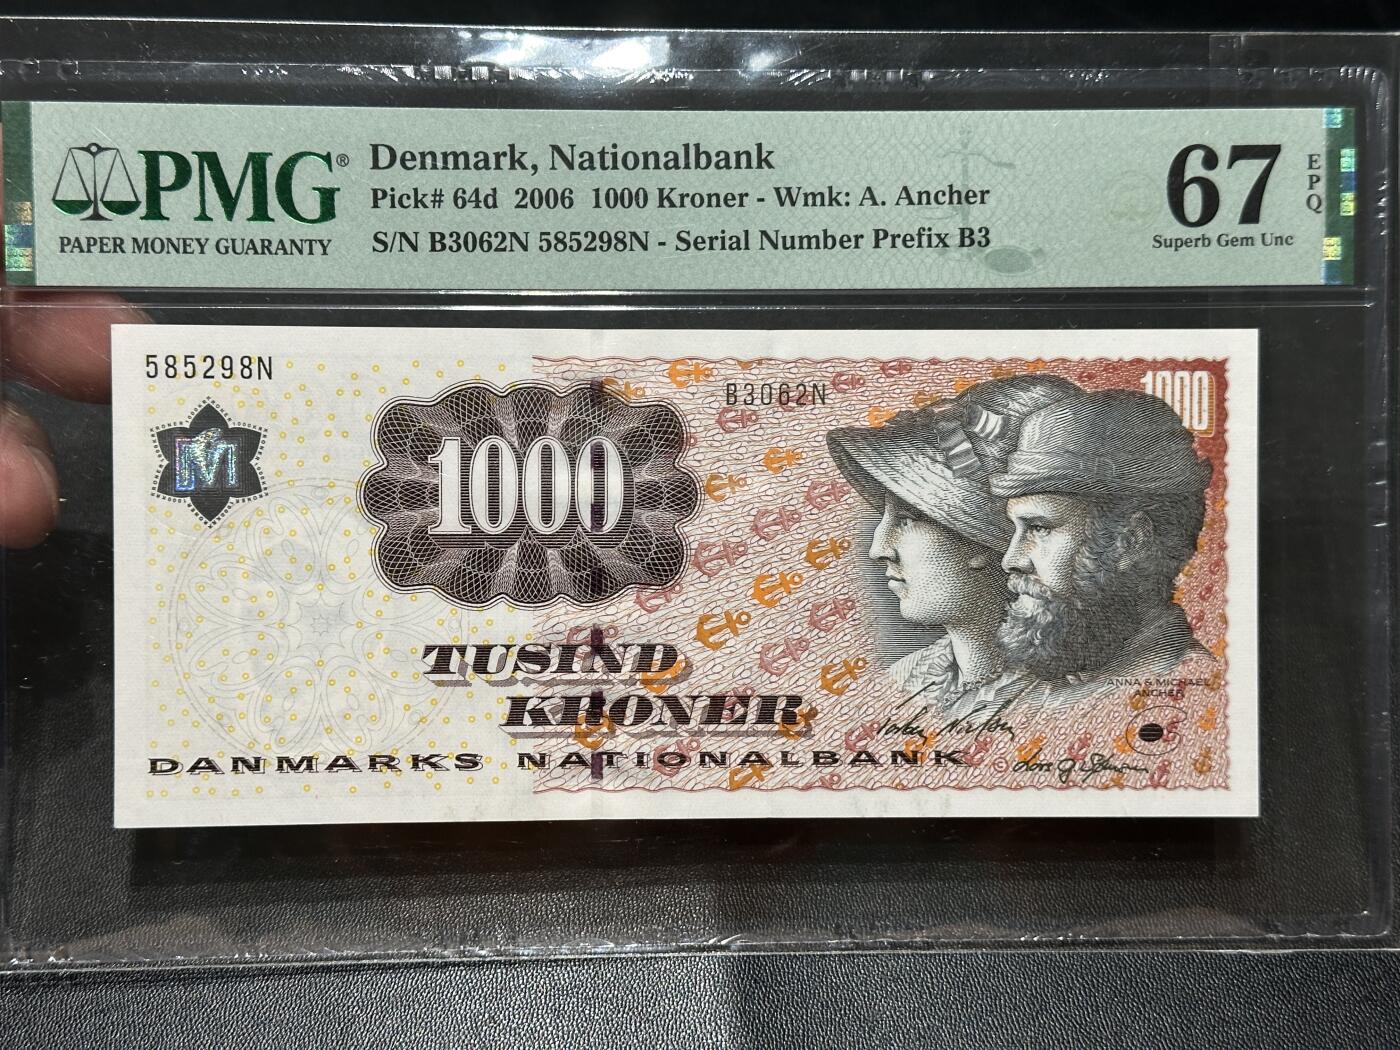 PMG®
PAPER MONEY GUARANTY
Denmark, Nationalbank
Pick# 64d 2006 1000 Kroner - Wmk: A. Ancher
S/N B3062N 585298N - Serial Number Prefix B3
67
EPQ
Superb Gem Unc
585298N
B3062N
1000
M
1000
TUSIND
KRONER
ANNA & MICHAEL
ANCHER
DANMARKS NATIONALBANK
©